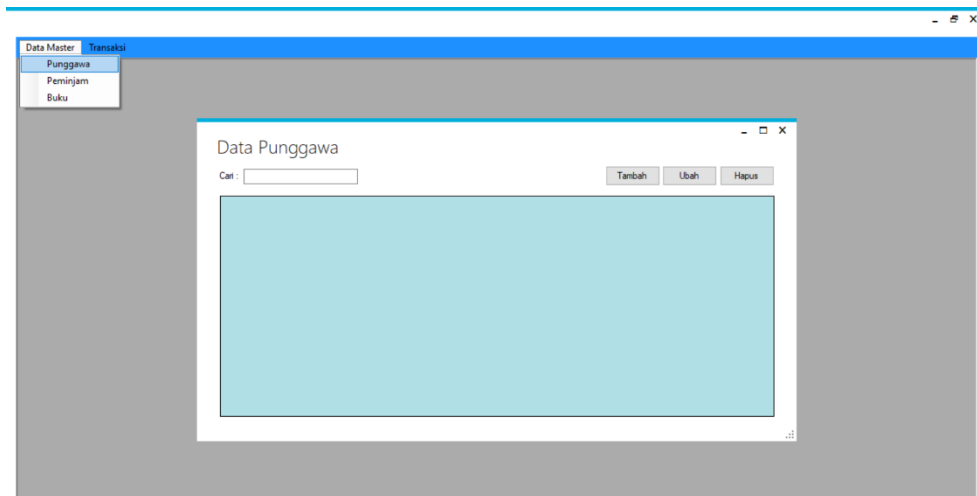 Data Master Transaksi
Punggawa
Peminjam
Buku
Data Punggawa
Cari : Tambah Ubah Hapus